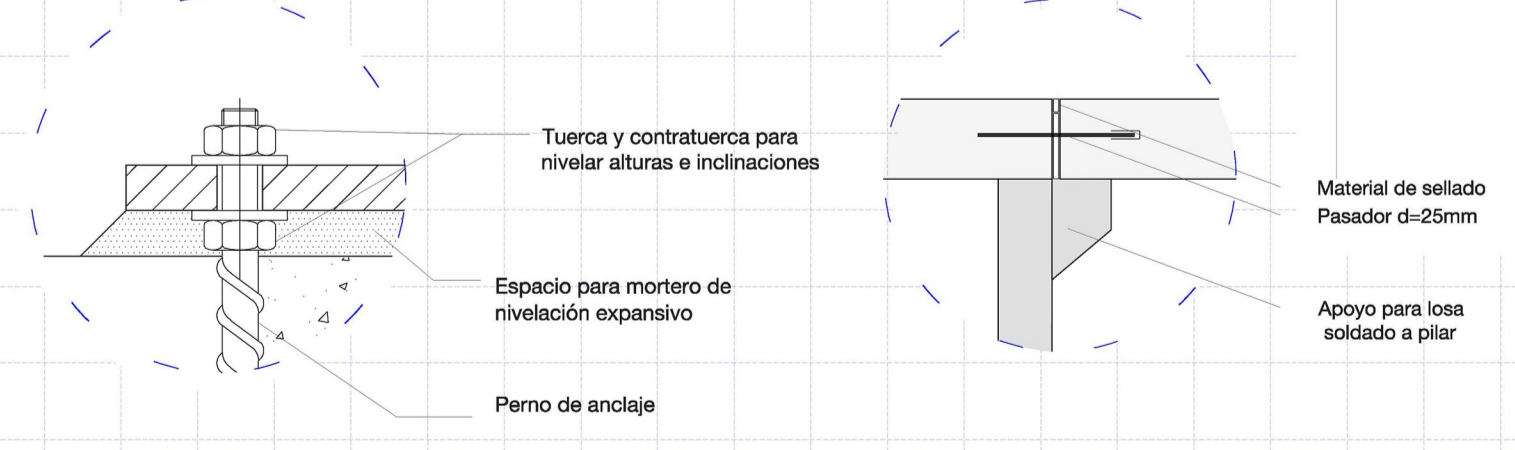 Tuerca y contratuerca para
nivelar alturas e inclinaciones
Espacio para mortero de
nivelación expansivo
Perno de anclaje
Material de sellado
Pasador d=25mm
Apoyo para losa
soldado a pilar